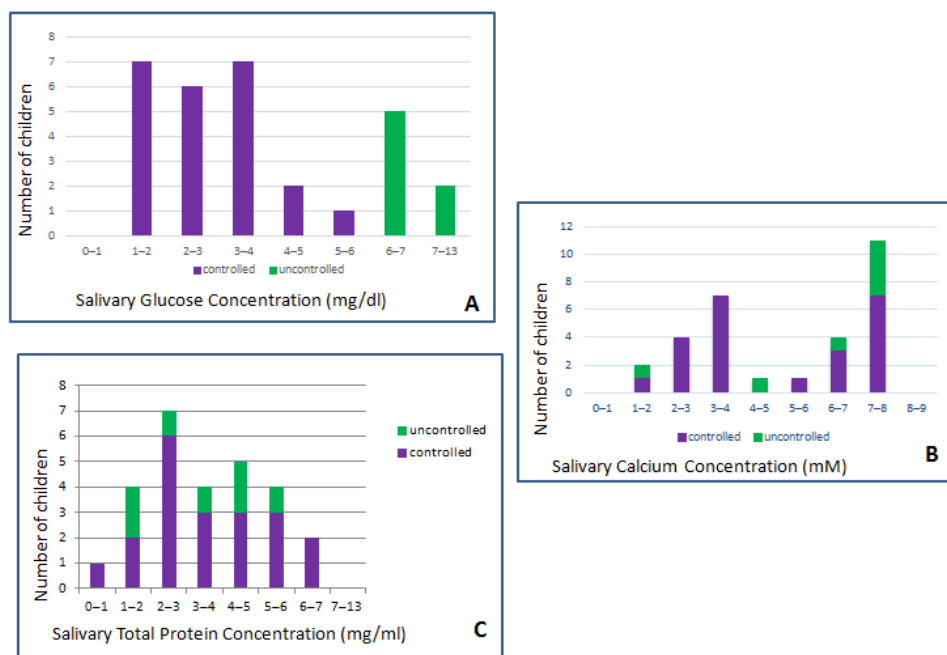 8
7
6
5
4
3
2
1
0
Number of children
0–1 1–2 2–3 3–4 4–5 5–6 6–7 7–13
controlled uncontrolled
Salivary Glucose Concentration (mg/dl)
A
12
10
8
6
4
2
0
Number of children
0–1 1–2 2–3 3–4 4–5 5–6 6–7 7–8 8–9
controlled uncontrolled
Salivary Calcium Concentration (mM)
B
8
7
6
5
4
3
2
1
0
Number of children
0–1 1–2 2–3 3–4 4–5 5–6 6–7 7–13
uncontrolled
controlled
Salivary Total Protein Concentration (mg/ml)
C